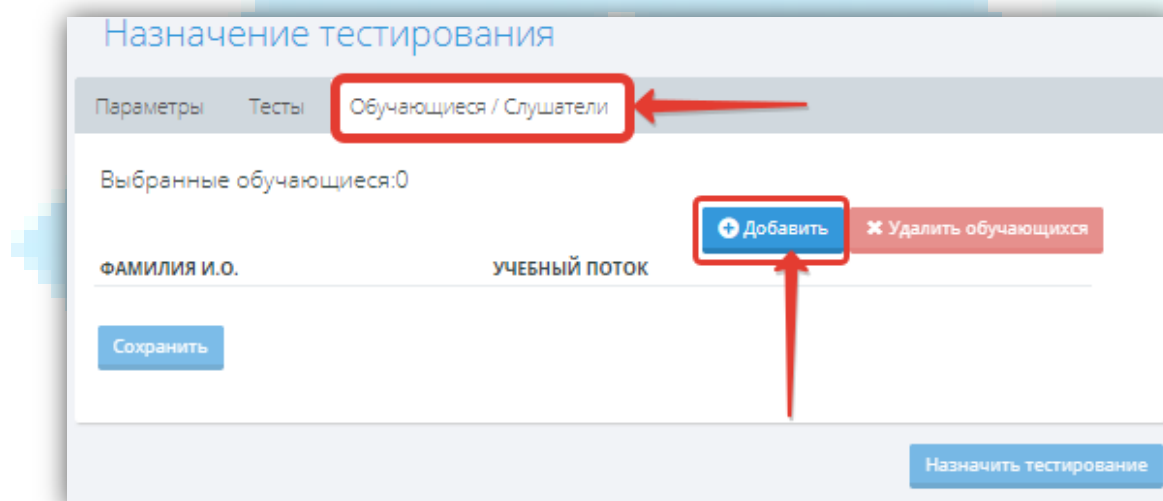 Назначение тестирования
Параметры Тесты Обучающиеся / Слушатели
Выбранные обучающиеся:0
Добавить Удалить обучающихся
ФАМИЛИЯ И.О. УЧЕБНЫЙ ПОТОК
Сохранить
Назначить тестирование